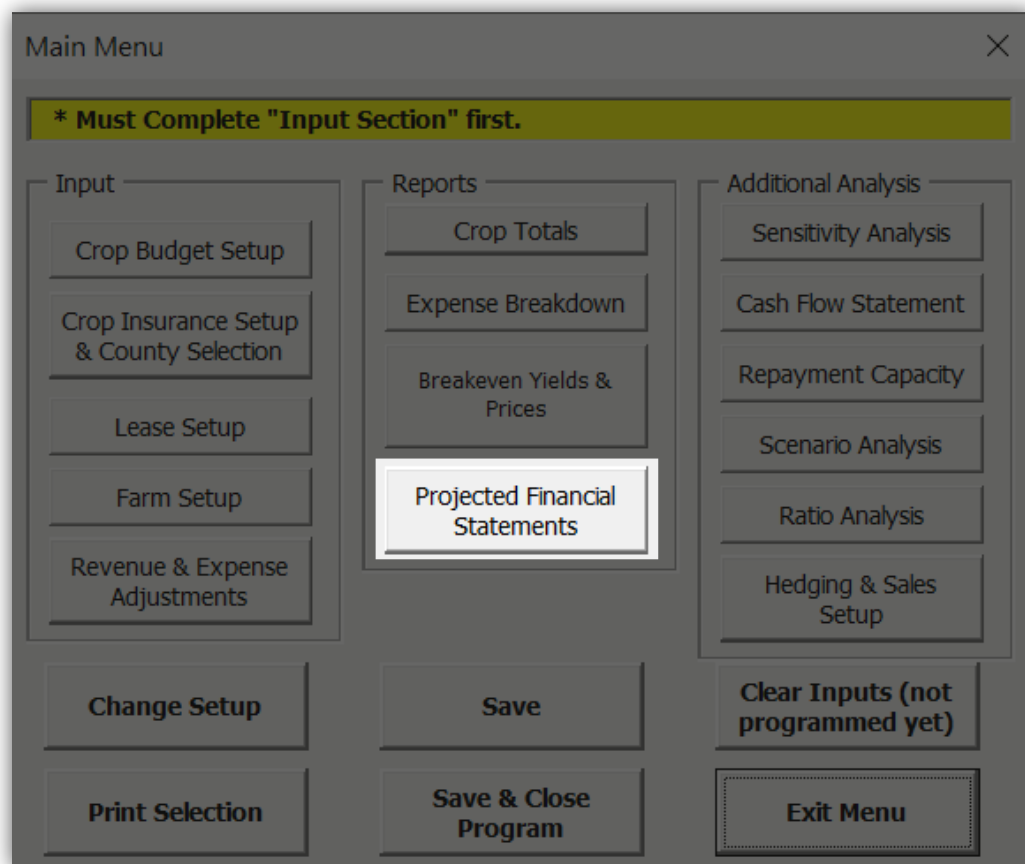 Main Menu
* Must Complete "Input Section" first.
Input
Crop Budget Setup
Crop Insurance Setup
& County Selection
Lease Setup
Farm Setup
Revenue & Expense
Adjustments
Reports
Crop Totals
Expense Breakdown
Breakeven Yields &
Prices
Projected Financial
Statements
Additional Analysis
Sensitivity Analysis
Cash Flow Statement
Repayment Capacity
Scenario Analysis
Ratio Analysis
Hedging & Sales
Setup
Change Setup
Save
Clear Inputs (not
programmed yet)
Print Selection
Save & Close
Program
Exit Menu